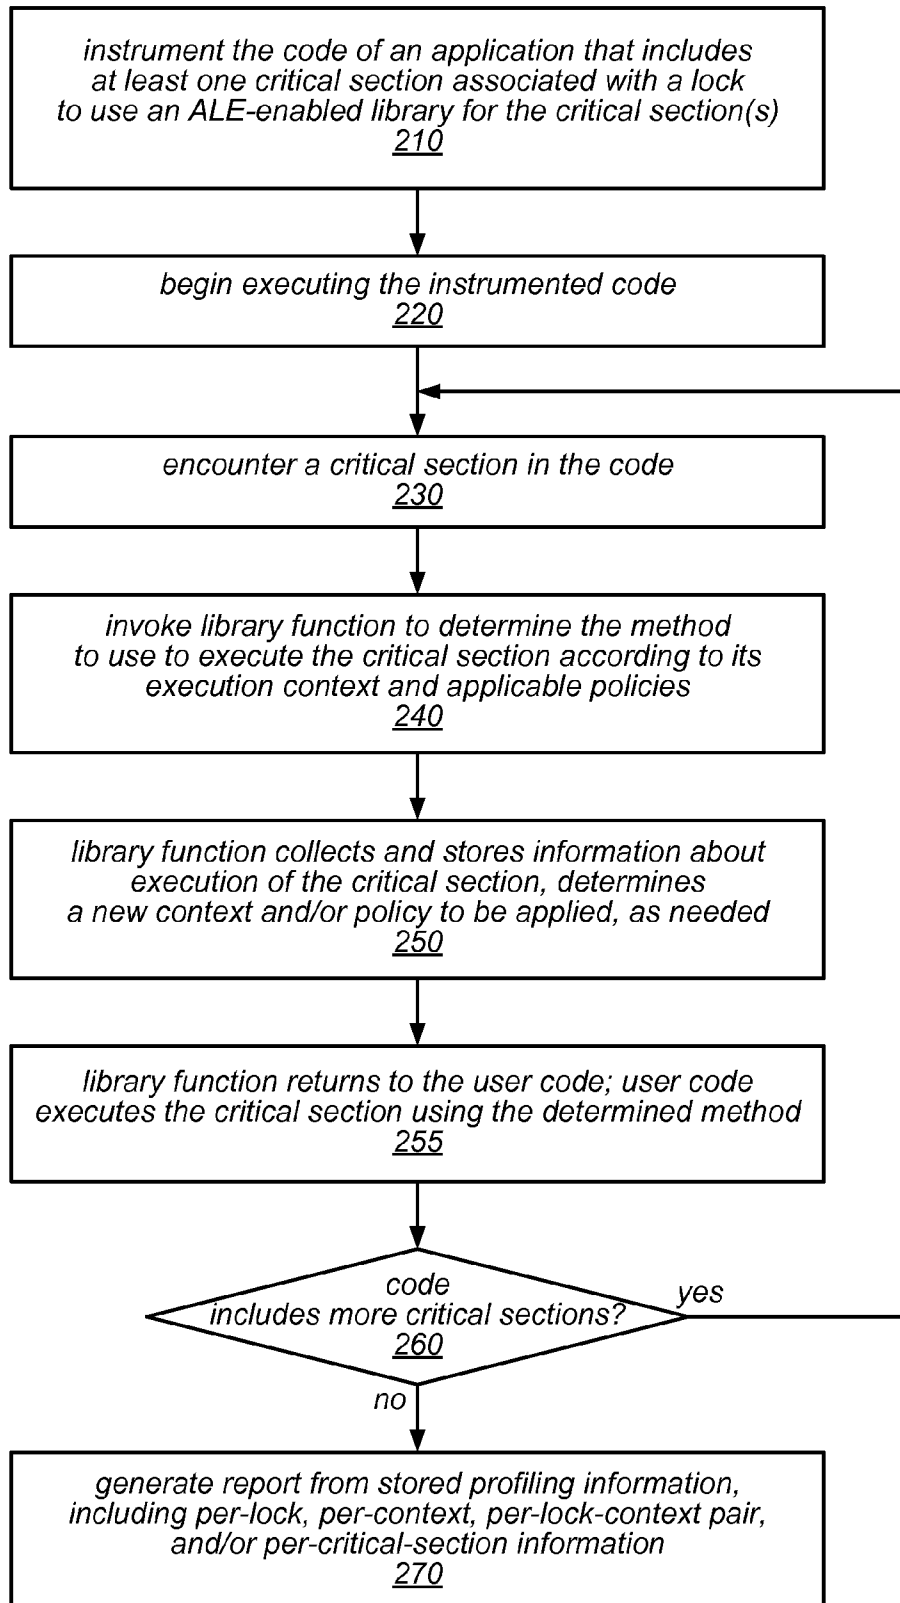 instrument the code of an application that includes
at least one critical section associated with a lock
to use an ALE-enabled library for the critical section(s)
210
begin executing the instrumented code
220
encounter a critical section in the code
230
invoke library function to determine the method
to use to execute the critical section according to its
execution context and applicable policies
240
library function collects and stores information about
execution of the critical section, determines
a new context and/or policy to be applied, as needed
250
library function returns to the user code; user code
executes the critical section using the determined method
255
code
includes more critical sections?
260
yes
no
generate report from stored profiling information,
including per-lock, per-context, per-lock-context pair,
and/or per-critical-section information
270